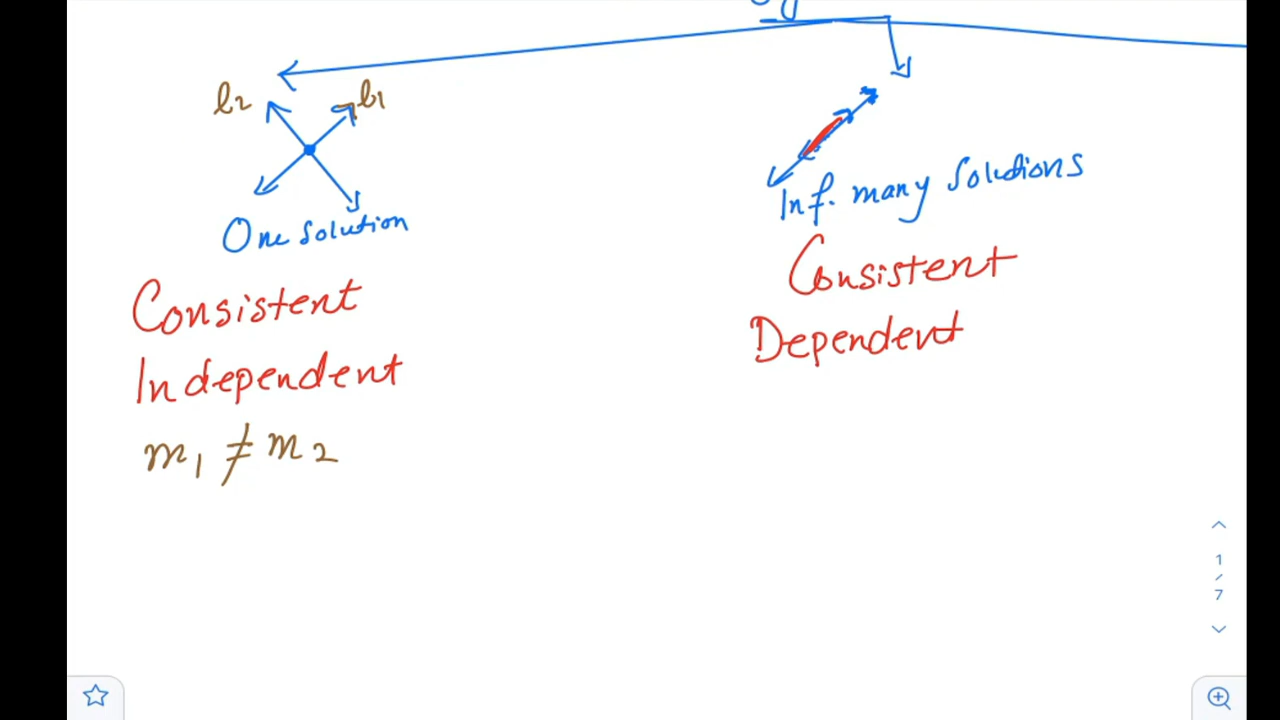 l2 l1
One solution
Consistent
Independent
m1 ≠ m2
Inf. many solutions
Consistent
Dependent
1
/
7